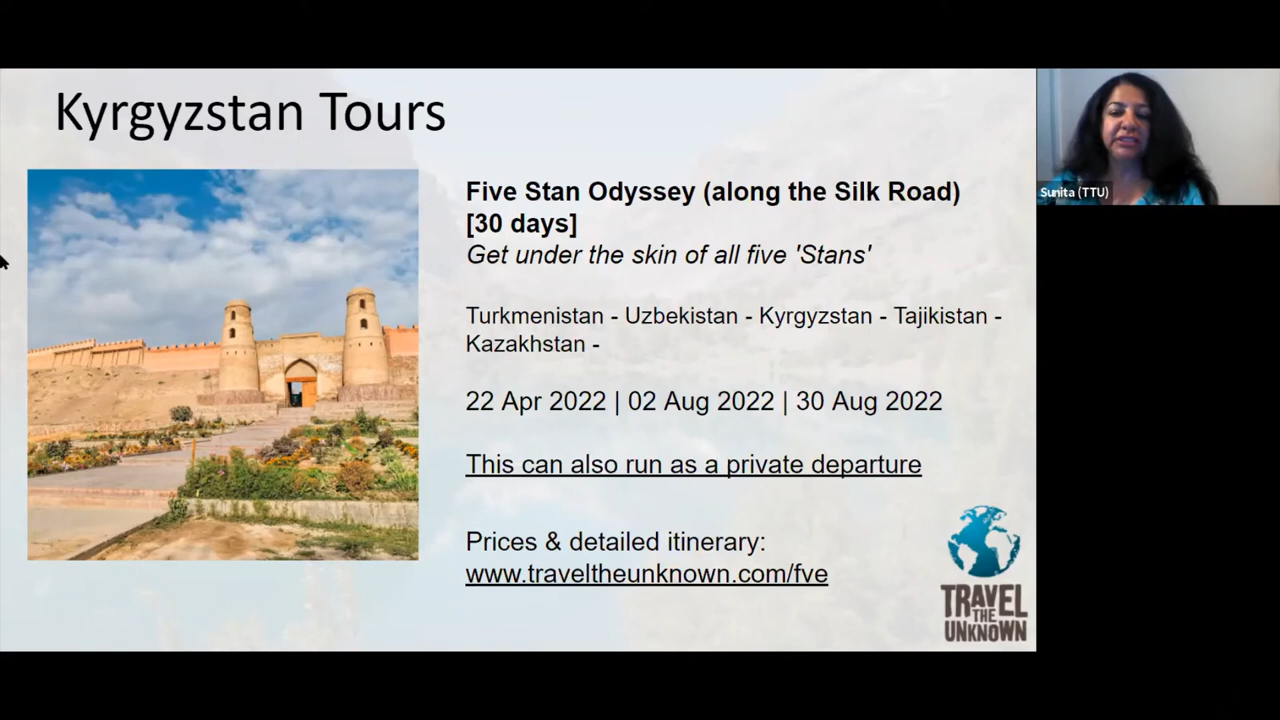 Kyrgyzstan Tours
Five Stan Odyssey (along the Silk Road)
[30 days]
Get under the skin of all five 'Stans'
Turkmenistan - Uzbekistan - Kyrgyzstan - Tajikistan -
Kazakhstan -
22 Apr 2022 | 02 Aug 2022 | 30 Aug 2022
This can also run as a private departure
Prices & detailed itinerary:
www.traveltheunknown.com/fve
TRAVEL
THE
UNKNOWN
Sunita (TTU)